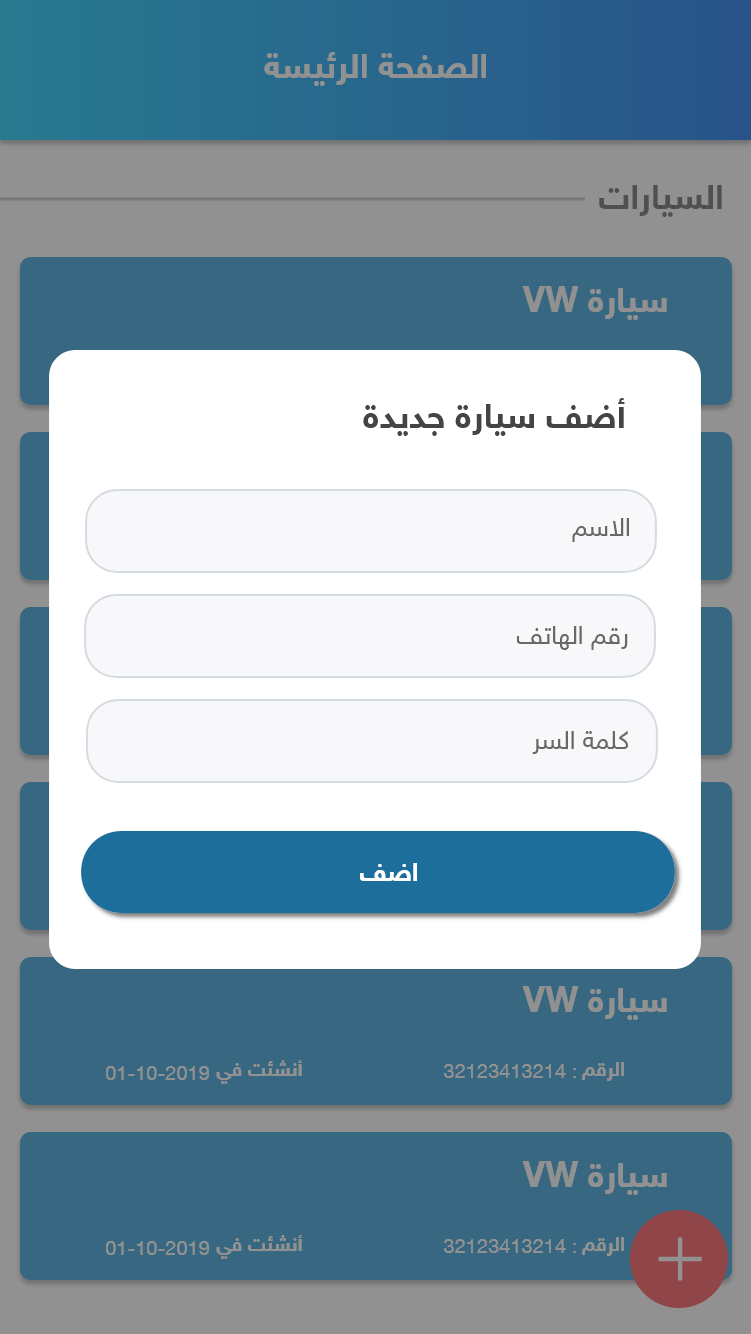 الصفحة الرئيسة
السيارات
سيارة VW
أضف سيارة جديدة
الاسم
رقم الهاتف
كلمة السر
اضف
سيارة VW
الرقم : 32123413214 أنشئت في 2019-10-01
سيارة VW
الرقم : 32123413214 أنشئت في 2019-10-01